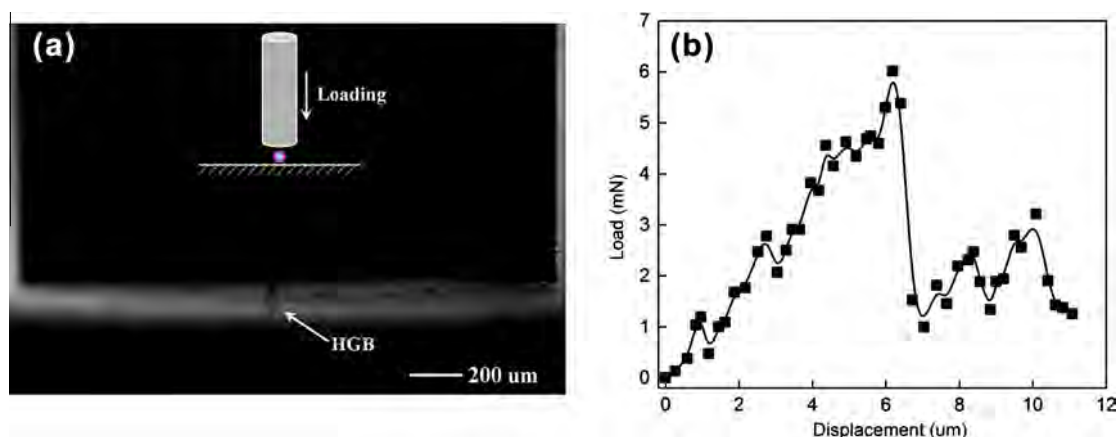 (a)
Loading
HGB
200 um
(b)
7
6
5
4
3
2
1
0
Load (mN)
0 2 4 6 8 10 12
Displacement (um)